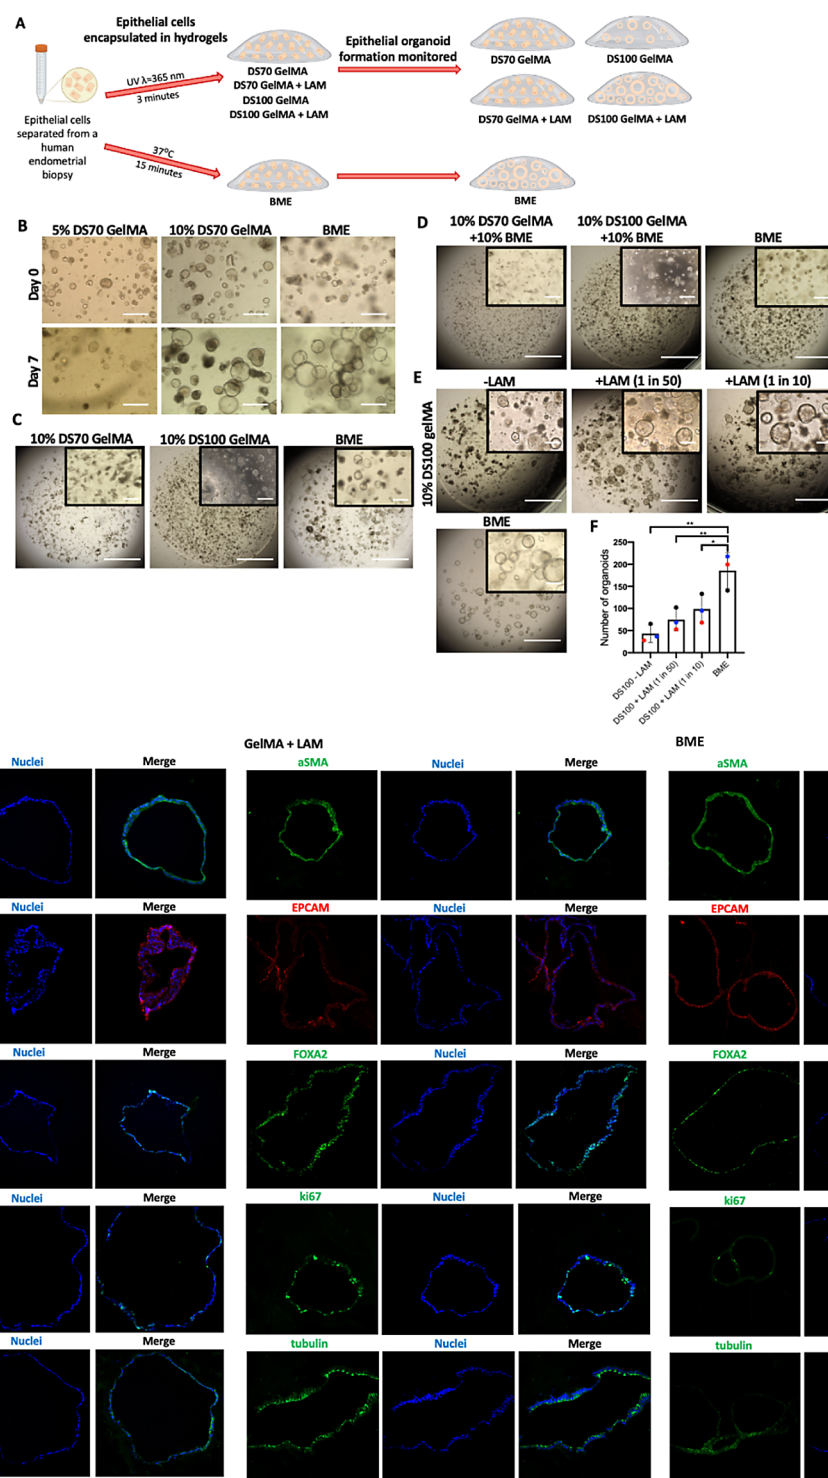 A
Epithelial cells
encapsulated in hydrogels
UV λ=365 nm
3 minutes
Epithelial cells
separated from a
human
endometrial
biopsy
37°C
15 minutes
DS70 GelMA
DS70 GelMA + LAM
DS100 GelMA
DS100 GelMA + LAM
BME
Epithelial organoid
formation monitored
DS70 GelMA
DS100 GelMA
DS70 GelMA + LAM
DS100 GelMA + LAM
BME
B
5% DS70 GelMA
10% DS70 GelMA
BME
Day 0
Day 7
C
10% DS70 GelMA
10% DS100 GelMA
BME
D
10% DS70 GelMA
+10% BME
10% DS100 GelMA
+10% BME
BME
E
-LAM
+LAM (1 in 50)
+LAM (1 in 10)
10% DS100 gelMA
BME
F
Number of organoids
250
200
150
100
50
0
**
**
*
DS100 - LAM
DS100 + LAM (1 in 50)
DS100 + LAM (1 in 10)
BME
GelMA + LAM
BME
Nuclei
Merge
aSMA
Nuclei
Merge
aSMA
Nuclei
Merge
EPCAM
Nuclei
Merge
EPCAM
Nuclei
Merge
FOXA2
Nuclei
Merge
FOXA2
Nuclei
Merge
ki67
Nuclei
Merge
ki67
Nuclei
Merge
tubulin
Nuclei
Merge
tubulin